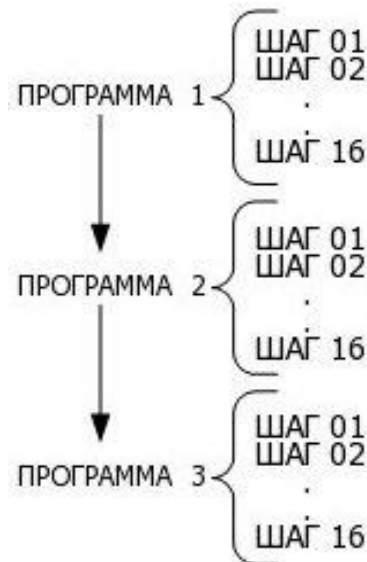 ШАГ 01
ШАГ 02
ПРОГРАММА 1
.
.
ШАГ 16
ШАГ 01
ШАГ 02
ПРОГРАММА 2
.
.
ШАГ 16
ШАГ 01
ШАГ 02
ПРОГРАММА 3
.
.
ШАГ 16